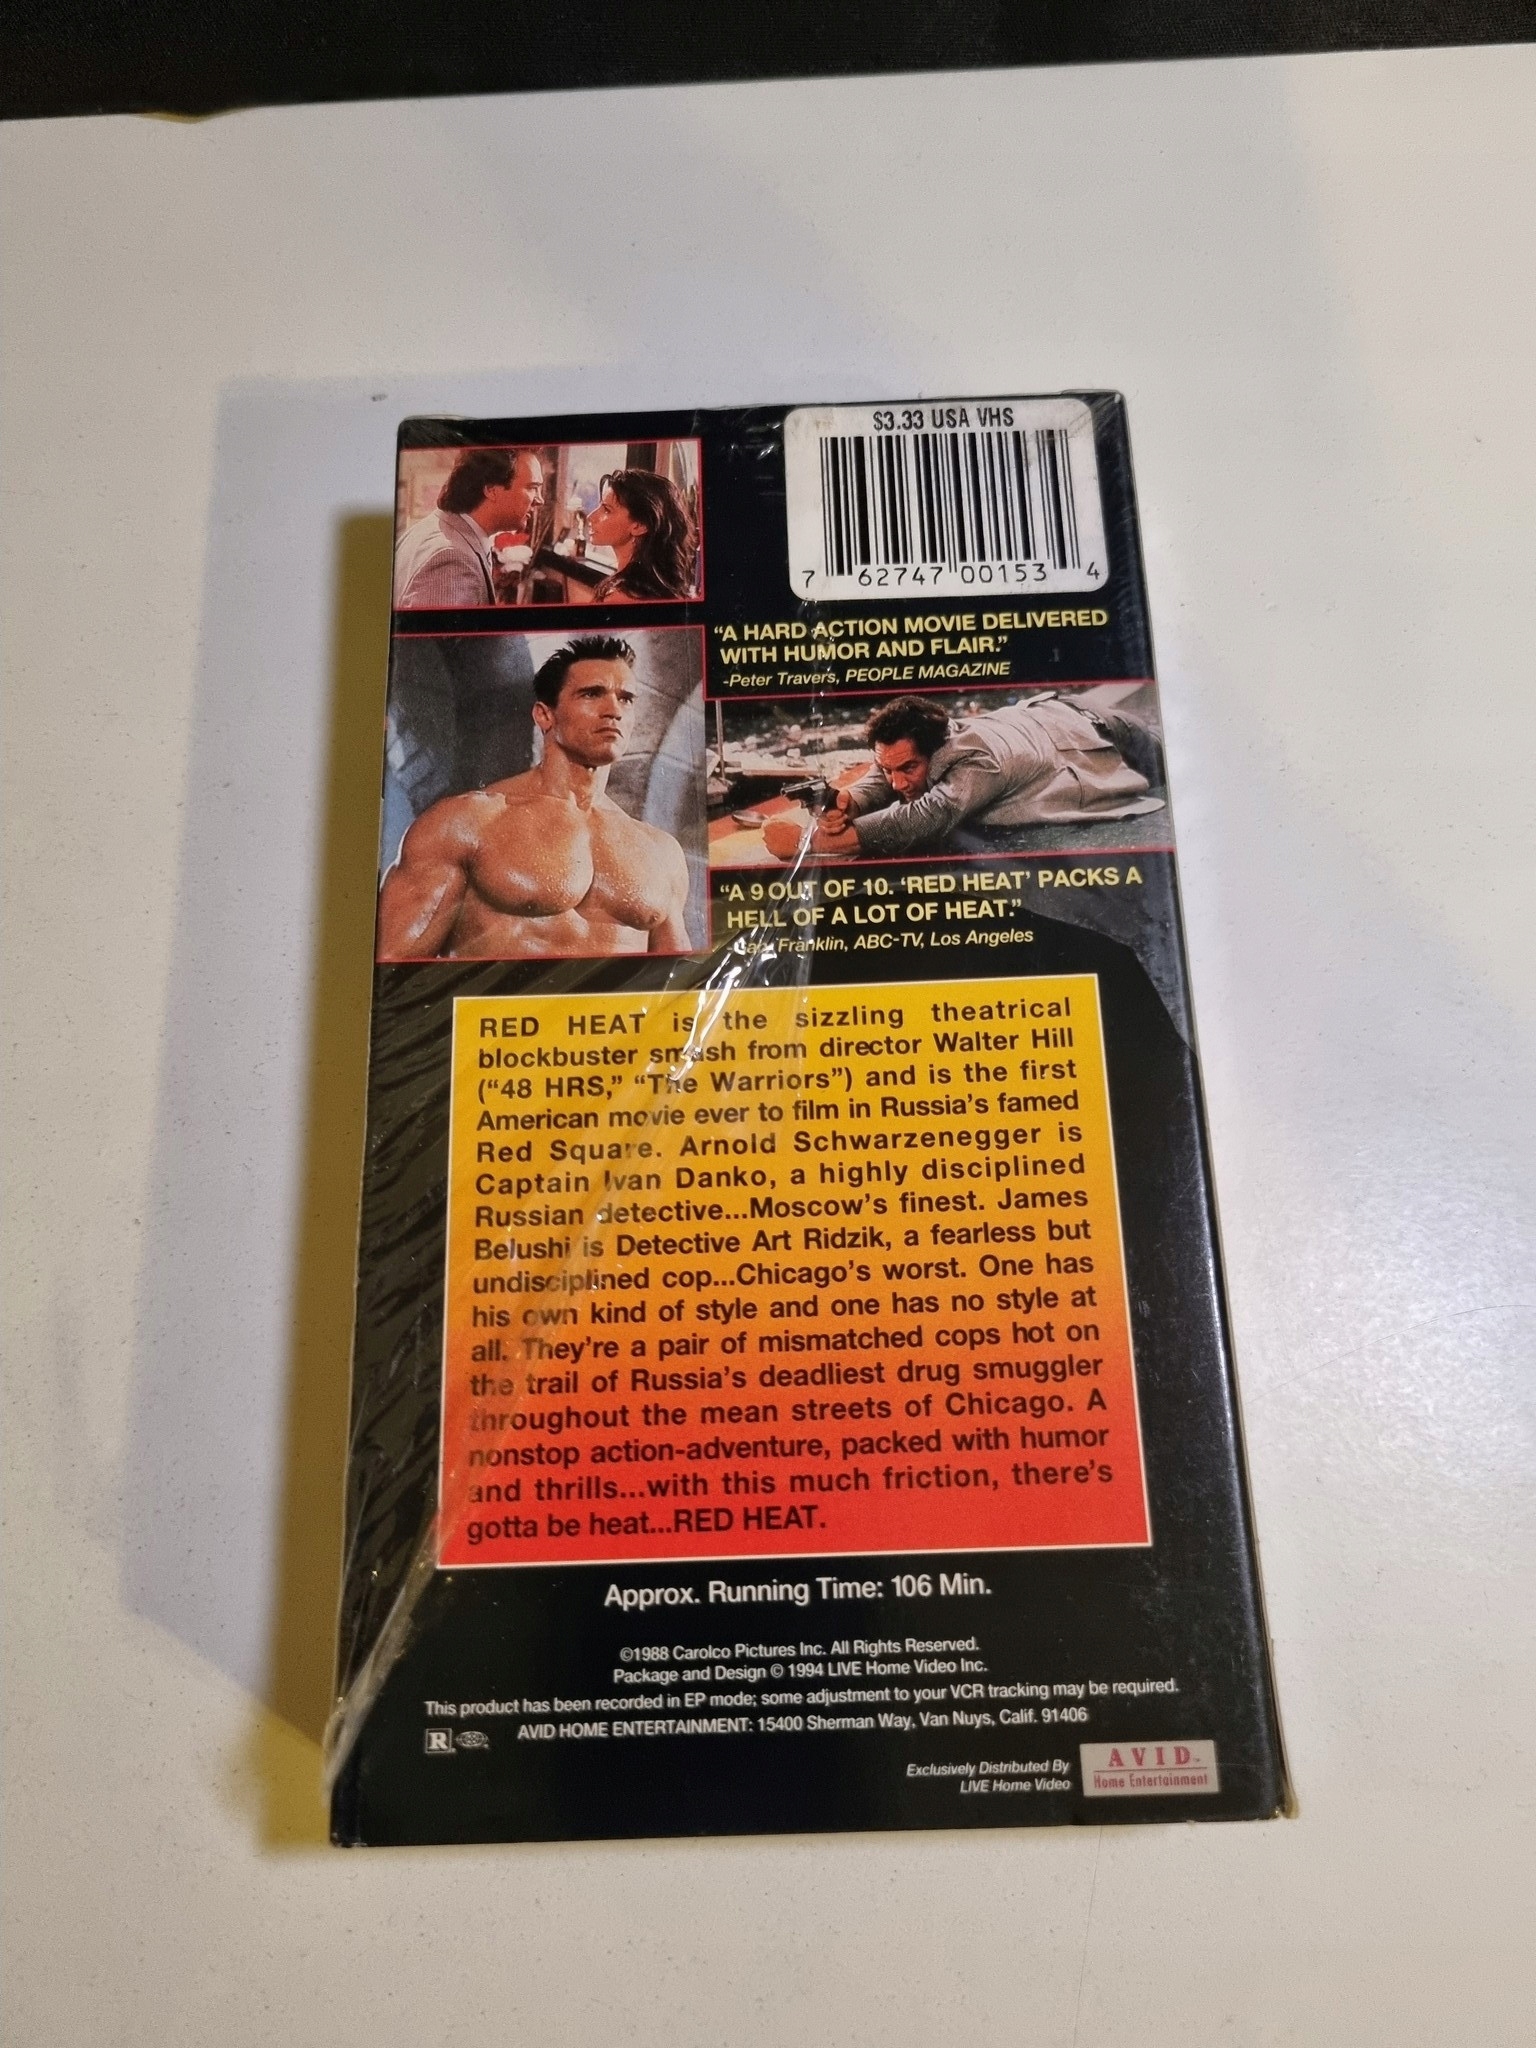 $3.33 USA VHS
7 62747 00153 4
“A HARD ACTION MOVIE DELIVERED
WITH HUMOR AND FLAIR.”
-Peter Travers, PEOPLE MAGAZINE
“A 9 OUT OF 10. ‘RED HEAT’ PACKS A
HELL OF A LOT OF HEAT.”
Franklin, ABC-TV, Los Angeles
RED HEAT is the sizzling theatrical
blockbuster smash from director Walter Hill
(“48 HRS,” “The Warriors”) and is the first
American movie ever to film in Russia’s famed
Red Square. Arnold Schwarzenegger is
Captain Ivan Danko, a highly disciplined
Russian detective...Moscow’s finest. James
Belushi is Detective Art Ridzik, a fearless but
undisciplined cop...Chicago’s worst. One has
his own kind of style and one has no style at
all. They’re a pair of mismatched cops hot on
the trail of Russia’s deadliest drug smuggler
throughout the mean streets of Chicago. A
nonstop action-adventure, packed with humor
and thrills...with this much friction, there’s
gotta be heat...RED HEAT.
Approx. Running Time: 106 Min.
©1988 Carolco Pictures Inc. All Rights Reserved.
Package and Design © 1994 LIVE Home Video Inc.
This product has been recorded in EP mode; some adjustment to your VCR tracking may be required.
R AVID HOME ENTERTAINMENT: 15400 Sherman Way, Van Nuys, Calif. 91406
Exclusively Distributed By
LIVE Home Video
AVID™
Home Entertainment